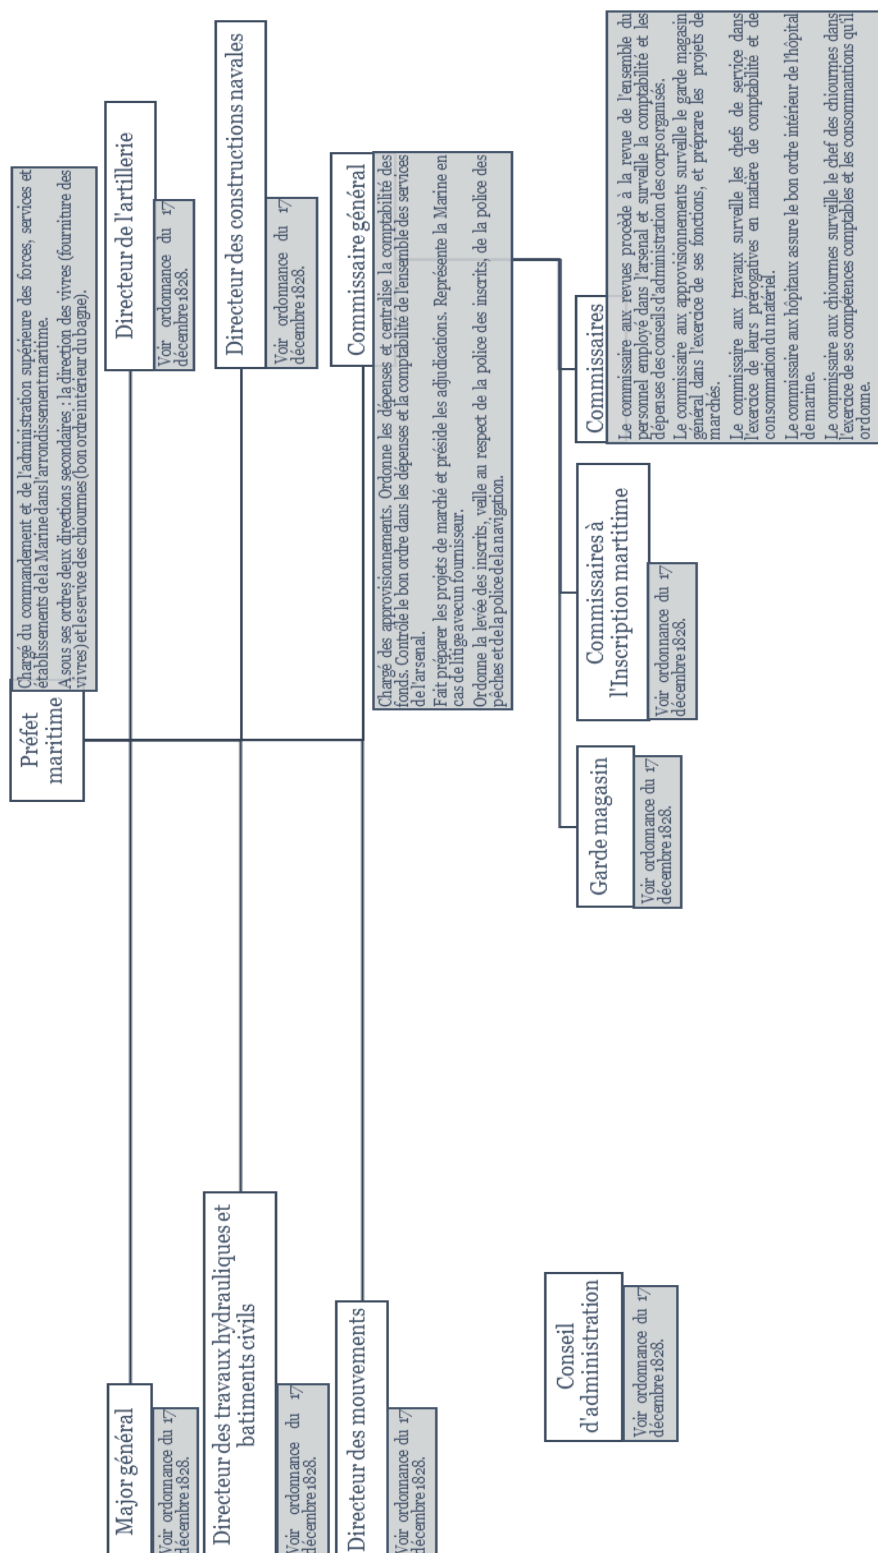 Préfet
maritime
Chargé du commandement et de l'administration supérieure des forces, services et
établissements de la Marine dans l'arrondissement maritime.
A sous ses ordres deux directions secondaires : la direction des vivres (fourniture des
vivres) et le service des chiourmes (bon ordre intérieur du bagne).
Major général
Voir ordonnance du 17
décembre 1828.
Directeur de l'artillerie
Voir ordonnance du 17
décembre 1828.
Directeur des travaux hydrauliques et
batiments civils
Voir ordonnance du 17
décembre 1828.
Directeur des constructions navales
Voir ordonnance du 17
décembre 1828.
Directeur des mouvements
Voir ordonnance du 17
décembre 1828.
Commissaire général
Chargé des approvisionnements. Ordonne les dépenses et centralise la comptabilité des
fonds. Contrôle le bon ordre dans les dépenses et la comptabilité de l'ensemble des services
de l'arsenal.
Fait préparer les projets de marché et préside les adjudications. Représente la Marine en
cas de litige avec un fournisseur.
Ordonne la levée des inscrits, veille au respect de la police des inscrits, de la police des
pêches et de la police de la navigation.
Conseil
d'administration
Voir ordonnance du 17
décembre 1828.
Garde magasin
Voir ordonnance du 17
décembre 1828.
Commissaires à
l'Inscription martitime
Voir ordonnance du 17
décembre 1828.
Commissaires
Le commissaire aux revues procède à la revue de l'ensemble du
personnel employé dans l'arsenal et surveille la comptabilité et les
dépenses des conseils d'administration des corps organisés.
Le commissaire aux approvisionnements surveille le garde magasin
général dans l'exercice de ses fonctions, et préprare les projets de
marchés.
Le commissaire aux travaux surveille les chefs de service dans
l'exercice de leurs prérogatives en matière de comptabilité et de
consommation du matériel.
Le commissaire aux hôpitaux assure le bon ordre intérieur de l'hôpital
de marine.
Le commissaire aux chiourmes surveille le chef des chiourmes dans
l'exercice de ses compétences comptables et les consommantions qu'il
ordonne.